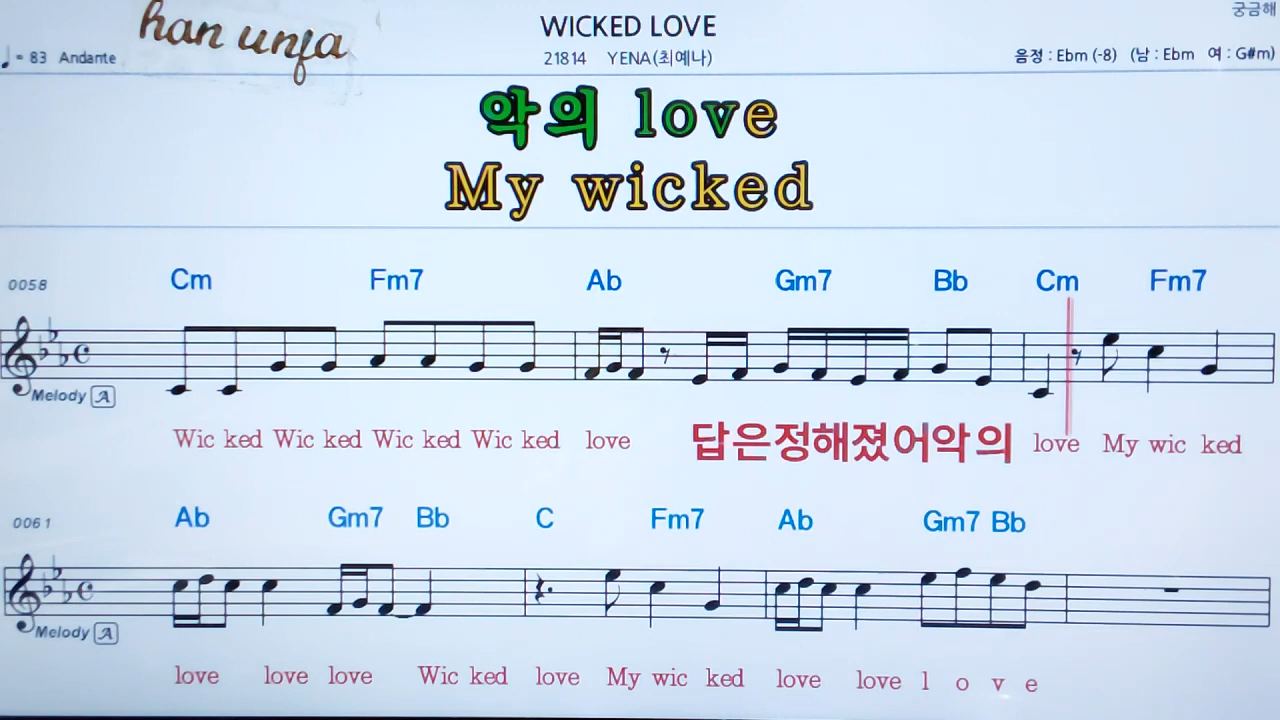 han unja
WICKED LOVE
궁금해
♩= 83 Andante
21814 YENA(최예나)
음정 : Ebm (-8) (남 : Ebm 여 : G#m)
악의 love
My wicked
0058 Cm Fm7 Ab Gm7 Bb Cm Fm7
Melody A
Wic ked Wic ked Wic ked Wic ked love 답은정해졌어악의 love My wic ked
0061 Ab Gm7 Bb C Fm7 Ab Gm7 Bb
Melody A
love love love Wic ked love My wic ked love love l o v e